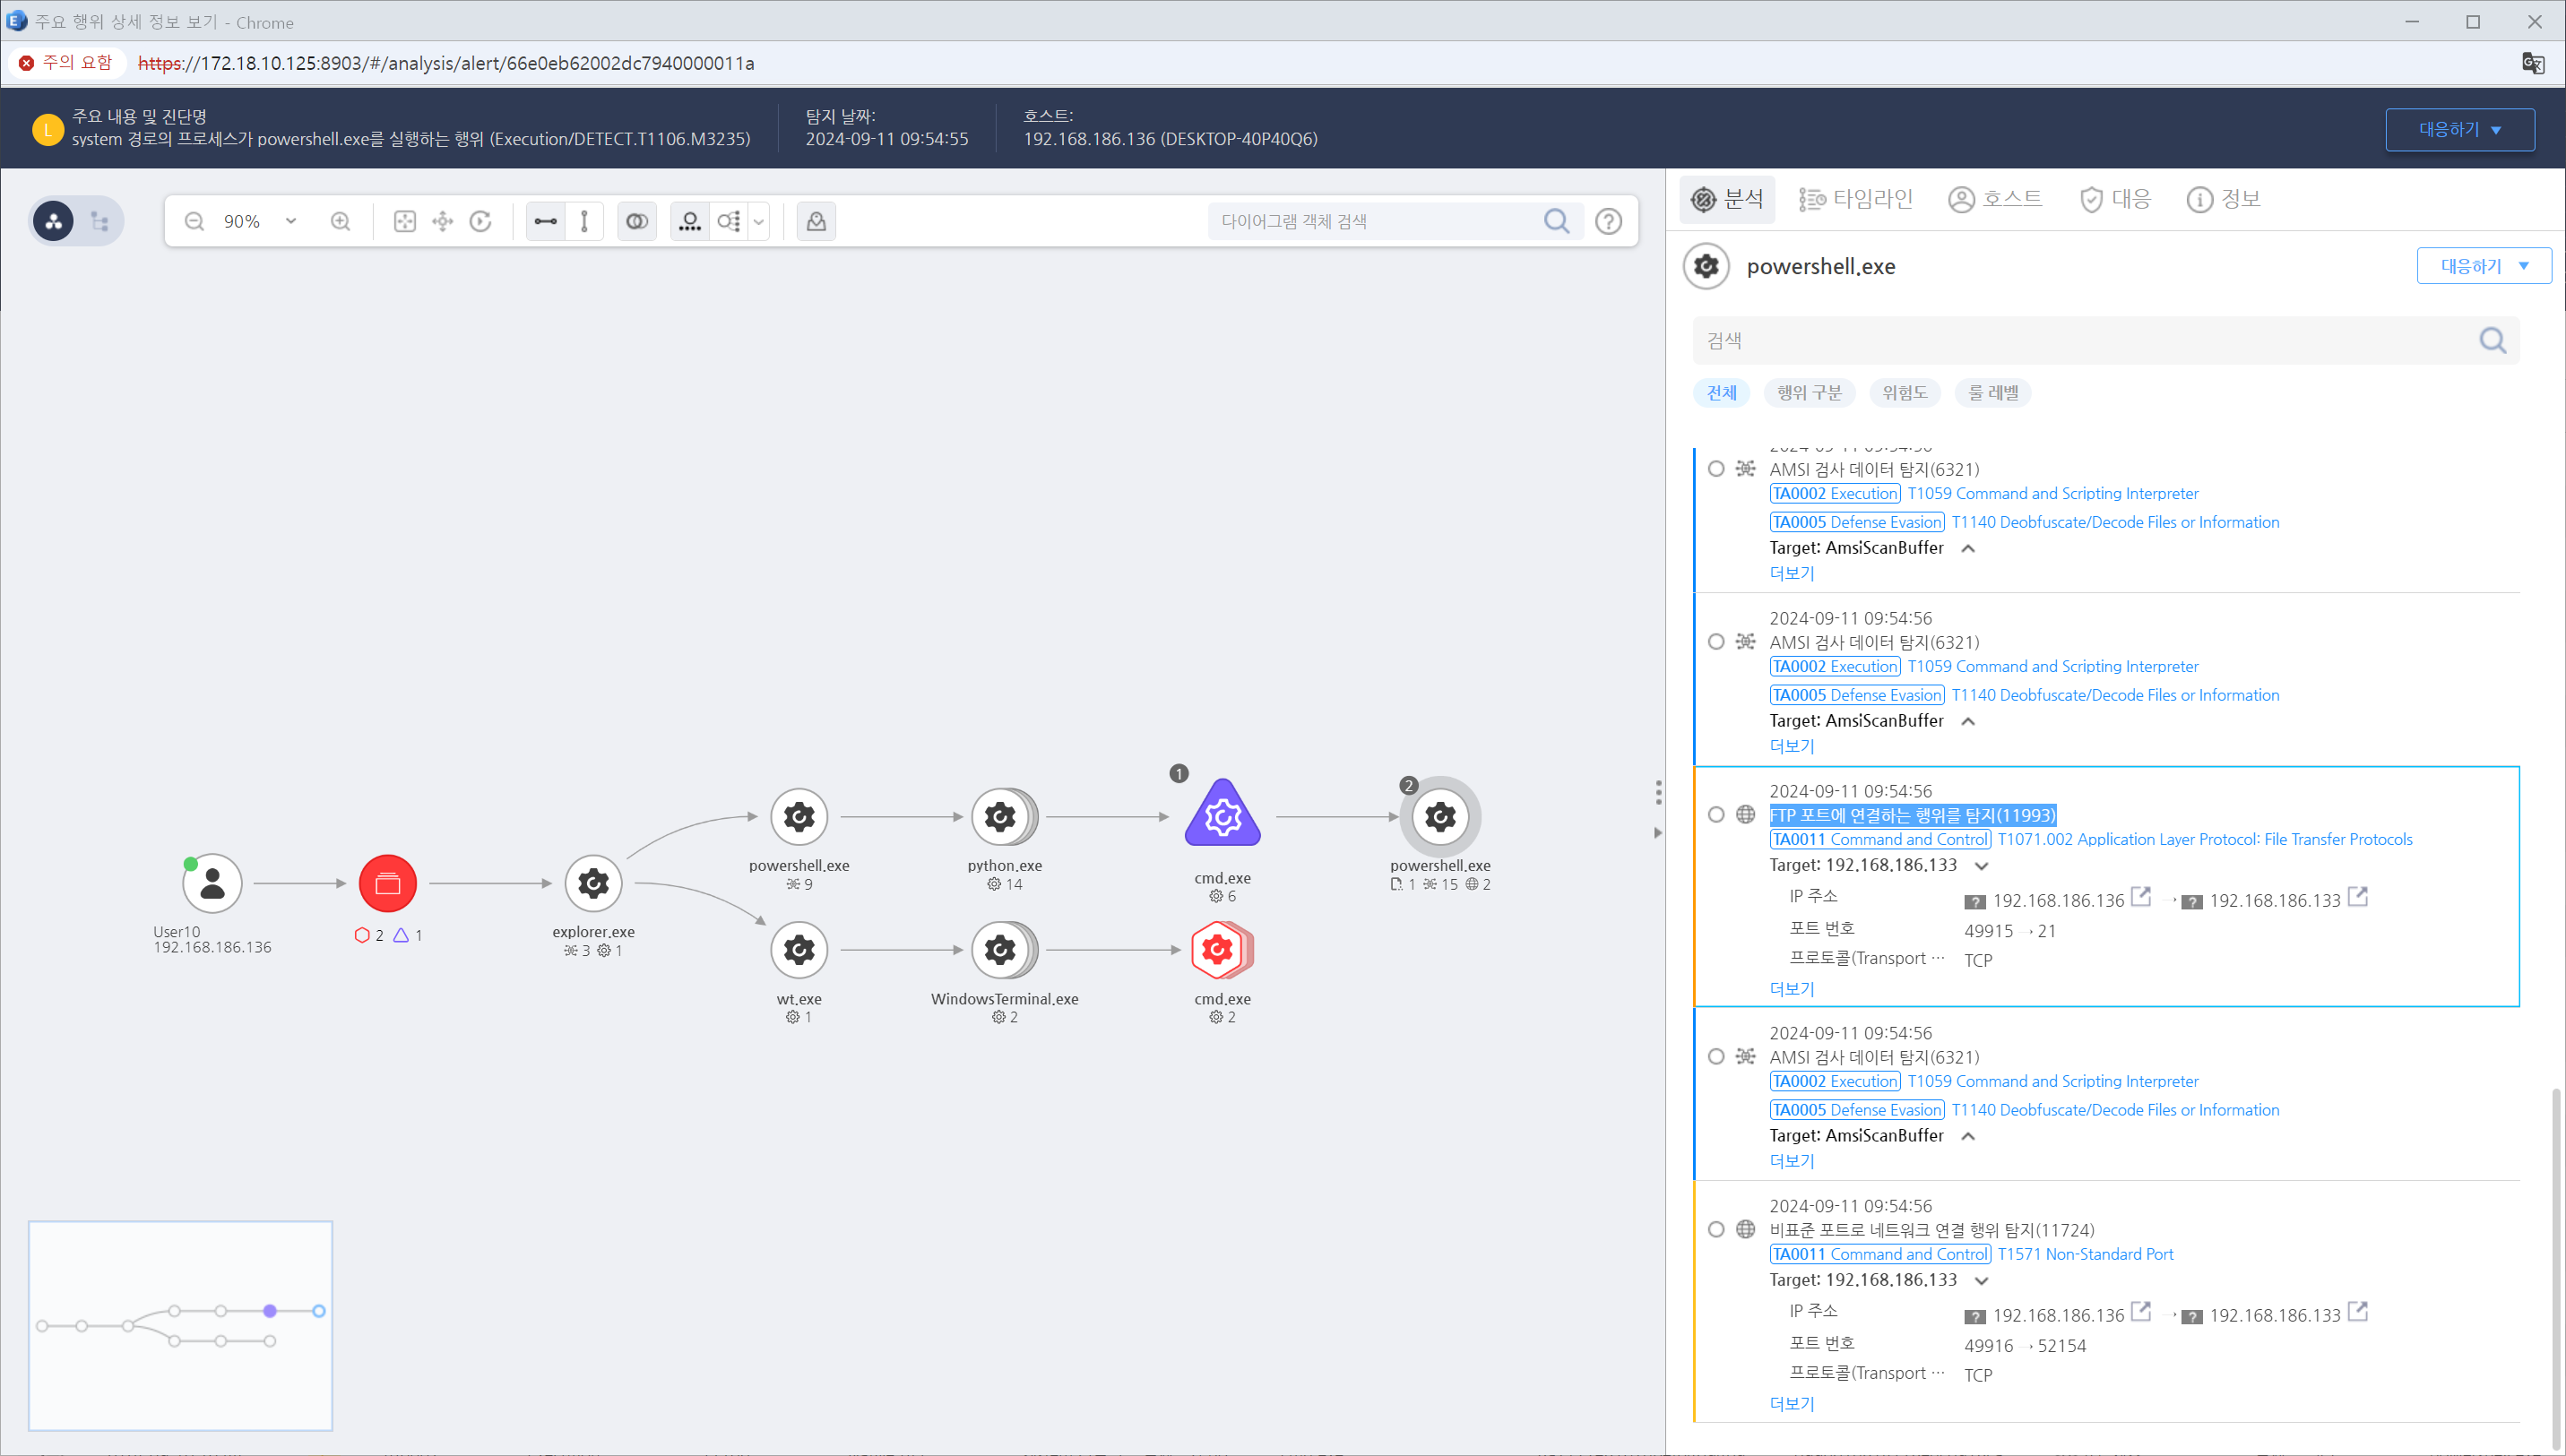 주요 행위 상세 정보 보기 - Chrome
주의 요함 https://172.18.10.125:8903/#/analysis/alert/66e0eb62002dc7940000011a
L
주요 내용 및 진단명
system 경로의 프로세스가 powershell.exe를 실행하는 행위 (Execution/DETECT.T1106.M3235)
탐지 날짜:
2024-09-11 09:54:55
호스트:
192.168.186.136 (DESKTOP-40P40Q6)
대응하기
90%
다이어그램 객체 검색
User10
192.168.186.136
2 1
explorer.exe
3 1
powershell.exe
9
python.exe
14
1
cmd.exe
6
2
powershell.exe
1 15 2
wt.exe
1
WindowsTerminal.exe
2
cmd.exe
2
분석 타임라인 호스트 대응 정보
powershell.exe
대응하기
검색
전체 행위 구분 위험도 룰 레벨
2024-09-11 09:54:56
AMSI 검사 데이터 탐지(6321)
TA0002 Execution T1059 Command and Scripting Interpreter
TA0005 Defense Evasion T1140 Deobfuscate/Decode Files or Information
Target: AmsiScanBuffer
더보기
2024-09-11 09:54:56
AMSI 검사 데이터 탐지(6321)
TA0002 Execution T1059 Command and Scripting Interpreter
TA0005 Defense Evasion T1140 Deobfuscate/Decode Files or Information
Target: AmsiScanBuffer
더보기
2024-09-11 09:54:56
FTP 포트에 연결하는 행위를 탐지(11993)
TA0011 Command and Control T1071.002 Application Layer Protocol: File Transfer Protocols
Target: 192.168.186.133
IP 주소 ? 192.168.186.136 → ? 192.168.186.133
포트 번호 49915 → 21
프로토콜(Transport ··· TCP
더보기
2024-09-11 09:54:56
AMSI 검사 데이터 탐지(6321)
TA0002 Execution T1059 Command and Scripting Interpreter
TA0005 Defense Evasion T1140 Deobfuscate/Decode Files or Information
Target: AmsiScanBuffer
더보기
2024-09-11 09:54:56
비표준 포트로 네트워크 연결 행위 탐지(11724)
TA0011 Command and Control T1571 Non-Standard Port
Target: 192.168.186.133
IP 주소 ? 192.168.186.136 → ? 192.168.186.133
포트 번호 49916 → 52154
프로토콜(Transport ··· TCP
더보기